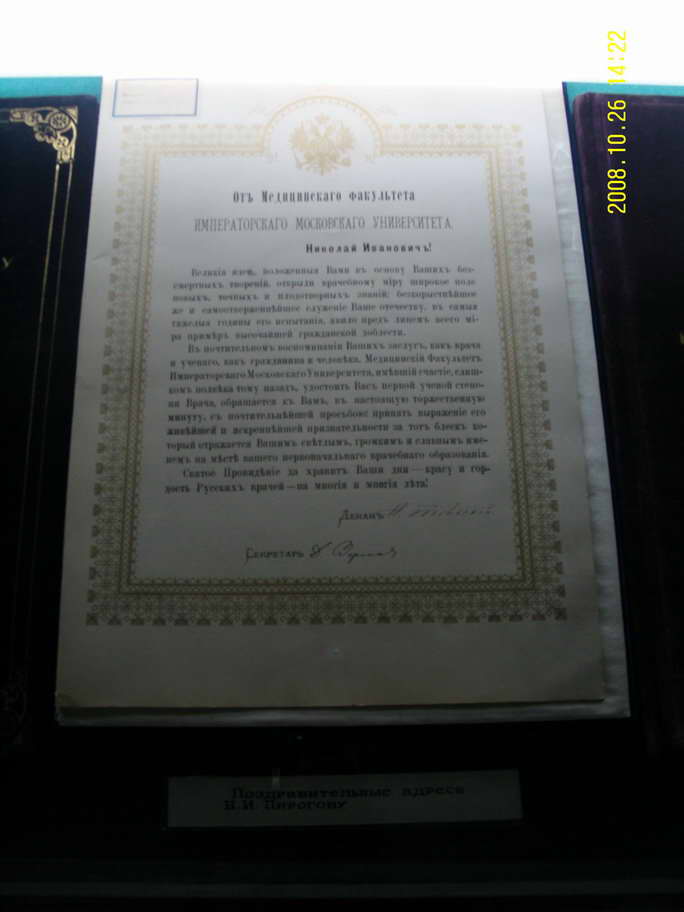 2008.10.26 14:22
Отъ Медицинскаго факультета
ИМПЕРАТОРСКАГО МОСКОВСКАГО УНИВЕРСИТЕТА
Николай Ивановичъ!
Великія идеи, положенныя Вами въ основу Вашихъ без-
смертныхъ твореній, открыли врачебному міру широкое поле
новыхъ, точныхъ и плодотворныхъ знаній; безкорыстнѣйшее
же и самоотверженнѣйшее служеніе Ваше отечеству, въ самыя
тяжелыя годины его испытанія, явило предъ лицемъ всего мі-
ра примѣръ высочайшей гражданской доблести.
Въ почтительномъ воспоминаніи Вашихъ заслугъ, какъ врача
и ученаго, какъ гражданина и человѣка, Медицинскій Факультетъ
Императорскаго Московскаго Университета, имѣвшій счастіе, слиш-
комъ полвѣка тому назадъ, удостоить Васъ первой ученой степе-
ни Врача, обращается къ Вамъ, въ настоящую торжественную
минуту, съ почтительнѣйшей просьбою принять выраженіе его
живѣйшей и искреннѣйшей признательности за тотъ блескъ ко-
торый отражается Вашимъ свѣтлымъ, громкимъ и славнымъ име-
немъ на мѣстѣ вашего первоначальнаго врачебнаго образованія.
Святое Провидѣніе да хранитъ Ваши дни — красу и гор-
дость Русскихъ врачей — на многія и многія лѣта!
Деканъ Н.
Секретарь
Поздравительные адреса
Н.И.Пирогову